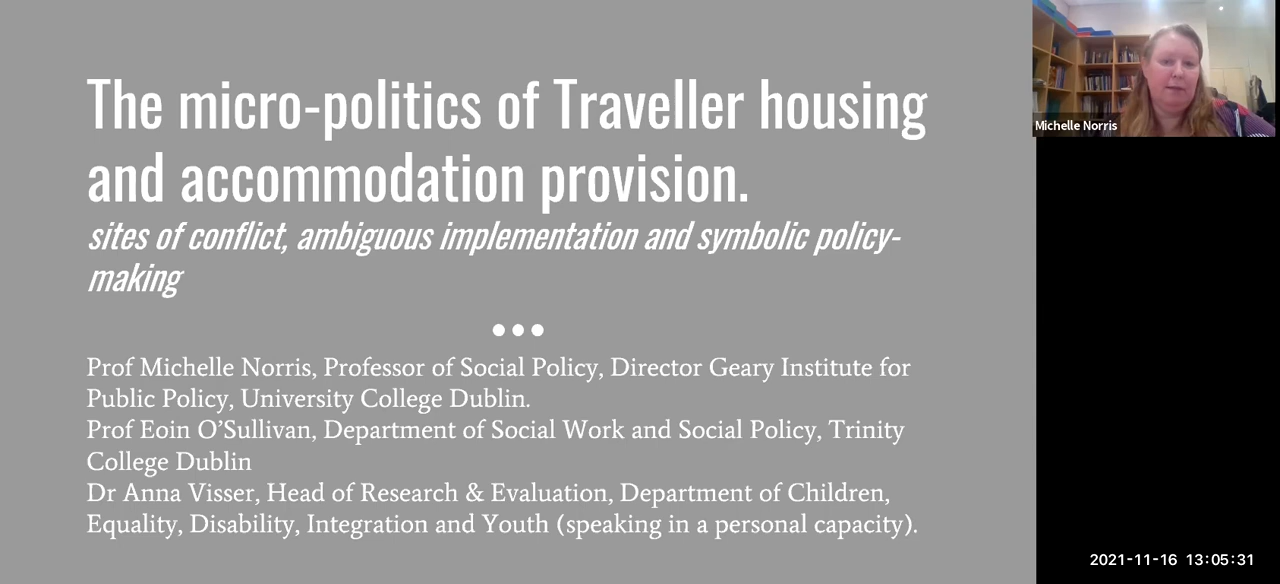 The micro-politics of Traveller housing
and accommodation provision.
sites of conflict, ambiguous implementation and symbolic policy-
making
Prof Michelle Norris, Professor of Social Policy, Director Geary Institute for
Public Policy, University College Dublin.
Prof Eoin O’Sullivan, Department of Social Work and Social Policy, Trinity
College Dublin
Dr Anna Visser, Head of Research & Evaluation, Department of Children,
Equality, Disability, Integration and Youth (speaking in a personal capacity).
Michelle Norris
2021-11-16 13:05:31